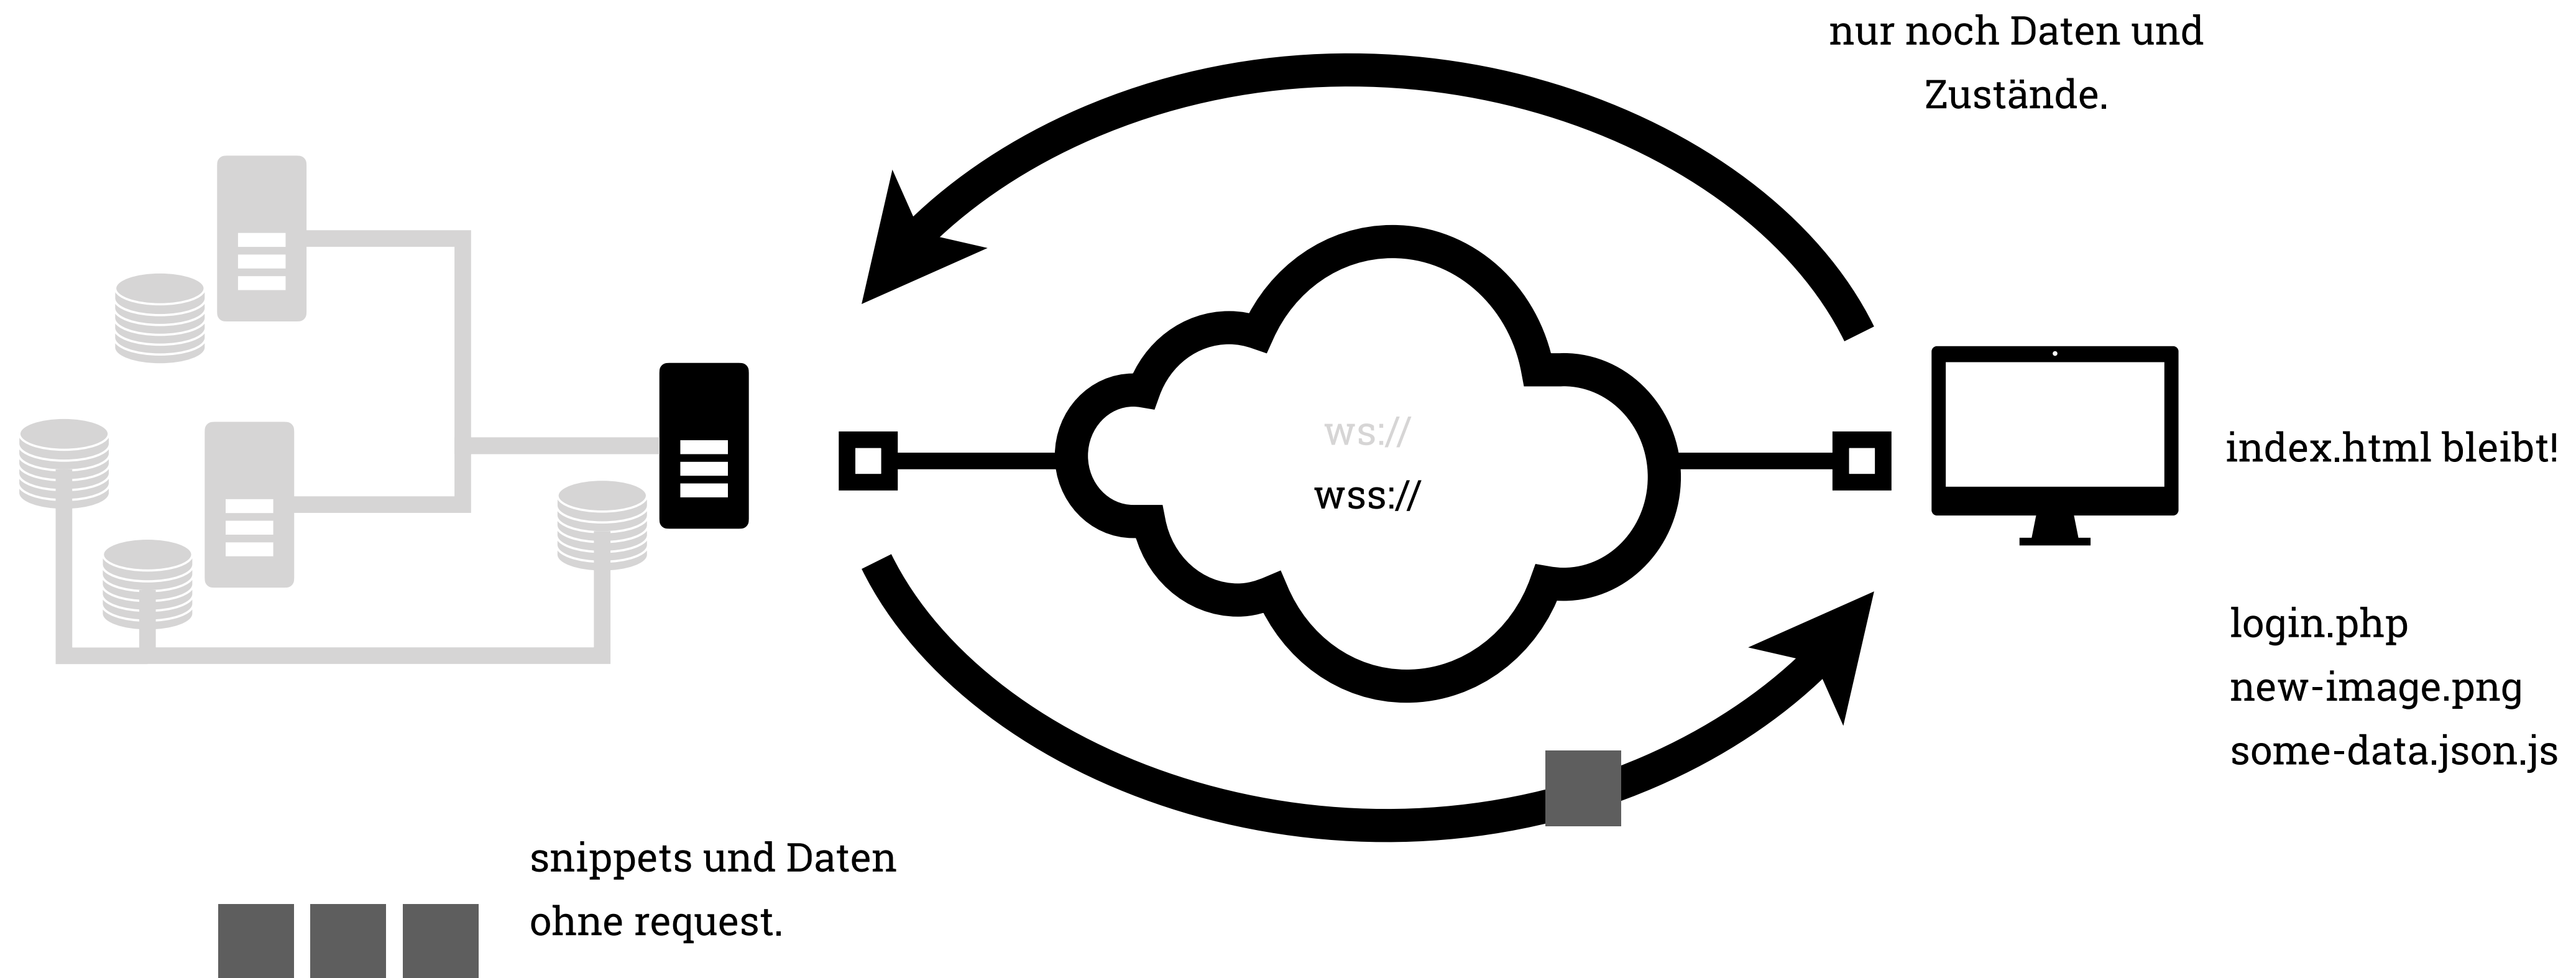 nur noch Daten und
Zustände.
ws://
wss://
index.html bleibt!
login.php
new-image.png
some-data.json.js
snippets und Daten
ohne request.